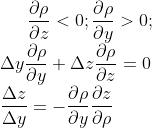 ∂ρ/∂z < 0; ∂ρ/∂y > 0;
Δy ∂ρ/∂y + Δz ∂ρ/∂z = 0
Δz/Δy = − ∂ρ/∂y ∂z/∂ρ